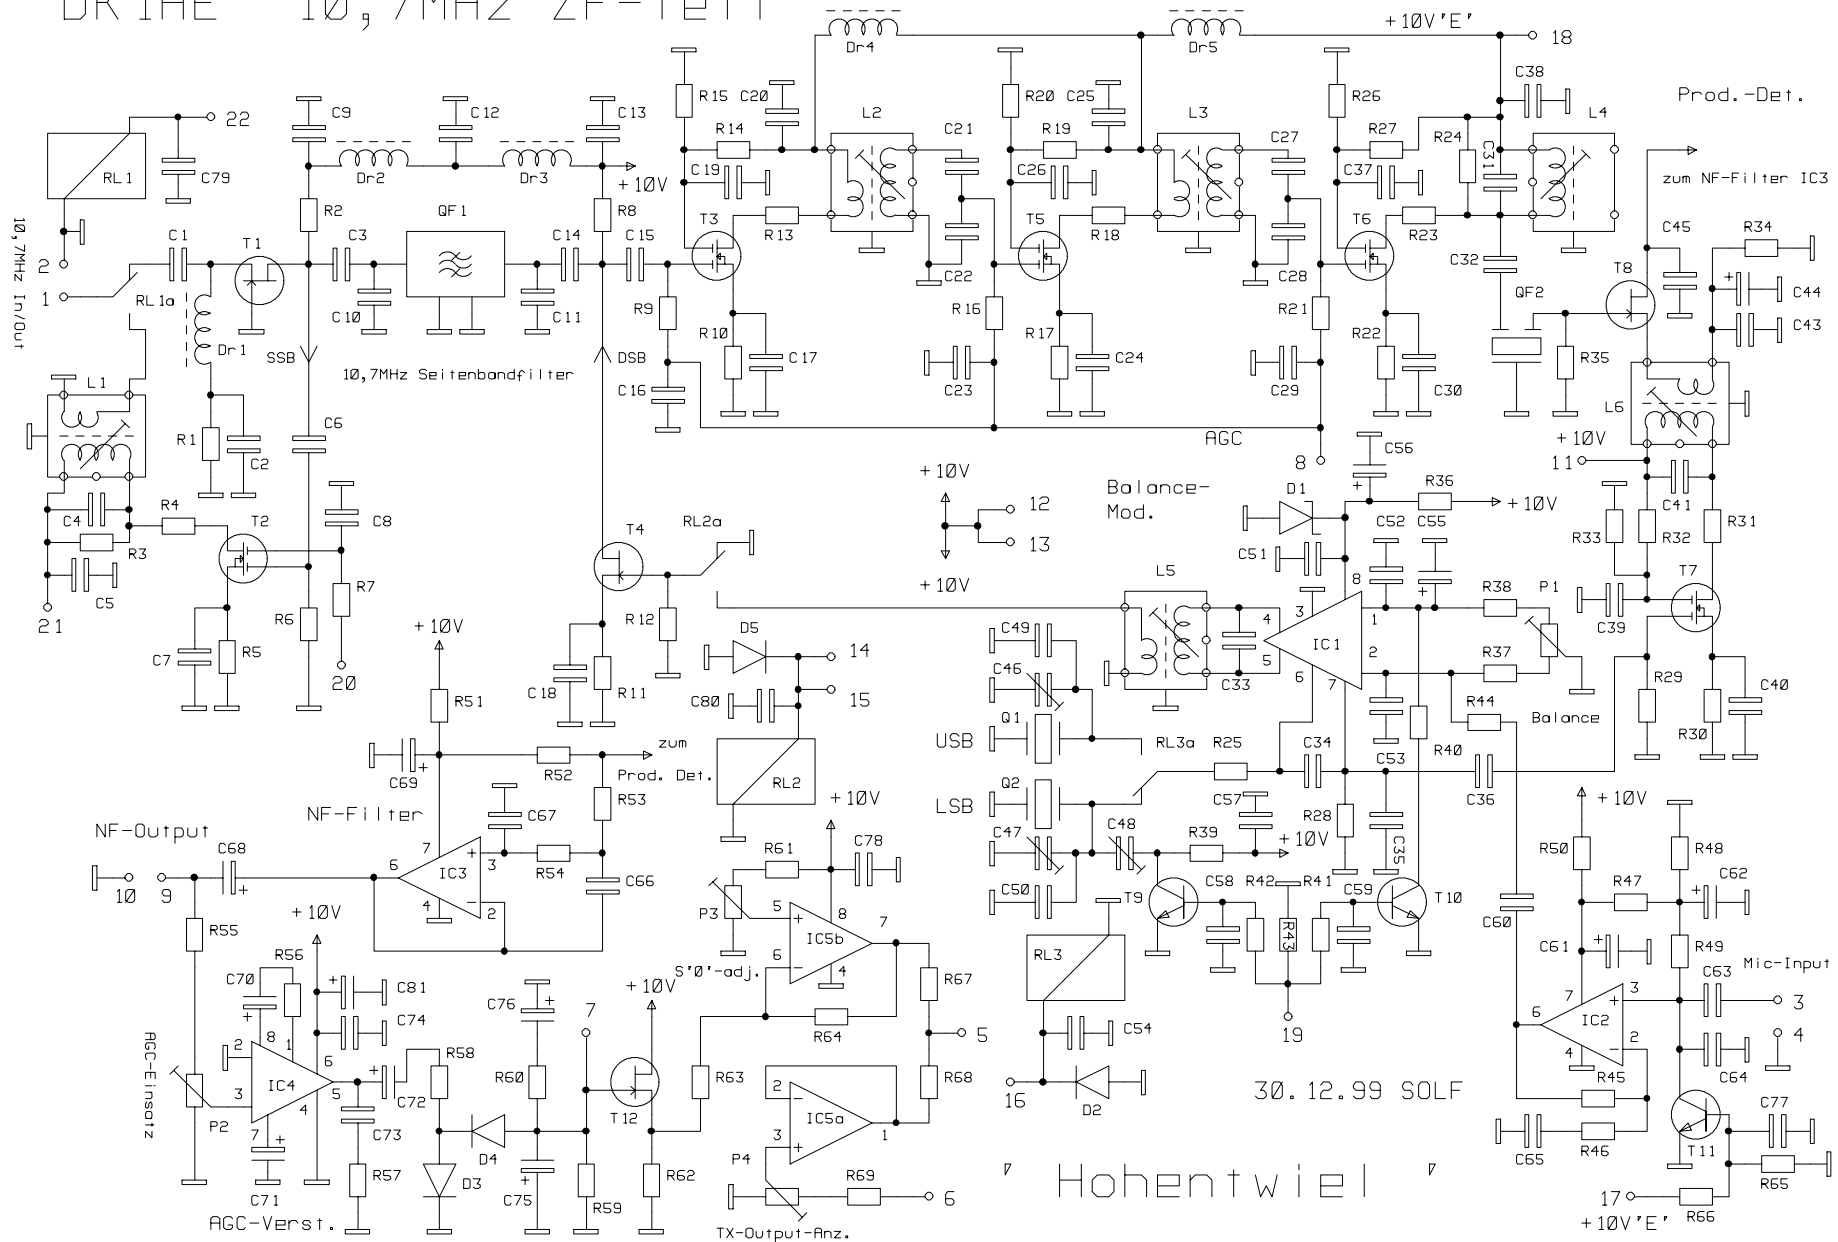 10,7MHz ZF-Teil
+10V'E'
18
Dr4
Dr5
R15
C20
R20
C25
R26
C38
Prod.-Det.
22
C9
C12
C13
R14
L2
C21
R19
L3
C27
R27
R24
C31
L4
RL1
C79
Dr2
Dr3
+10V
C19
C26
C37
zum NF-Filter IC3
R2
QF1
R8
T3
R13
T5
R18
T6
R23
C45
R34
10,7MHz In/Out
2
1
C1
T1
C3
C14
C15
C22
C28
C32
T8
RL1a
C10
C11
R9
R10
R16
R17
R21
R22
QF2
C44
C43
Dr1
SSB
DSB
C17
C24
C30
R35
10,7MHz Seitenbandfilter
C16
C23
C29
L1
L6
R1
C2
C6
AGC
8
C56
+10V
11
C4
R4
T2
C8
T4
RL2a
+10V
12
13
+10V
Balance-
Mod.
D1
R36
+10V
C41
R3
C5
C51
C52
C55
R33
R32
R31
21
R7
L5
8
R38
P1
T7
R6
R12
C39
C7
R5
20
+10V
D5
14
C49
4
3
IC1
1
5
2
R37
C18
R11
C80
15
C46
C33
6
7
R44
R29
C40
R51
Q1
Balance
USB
RL3a
R25
C34
C53
R40
R30
C69
R52
zum
Prod. Det.
RL2
Q2
LSB
C57
C36
R53
+10V
R28
+10V
NF-Filter
C67
C47
C48
R39
+10V
C35
NF-Output
C68
7
6
IC3
3
R54
R61
C78
R50
R48
10
9
4
2
C66
P3
5
8
7
C50
T9
C58
R42
R41
C59
T10
R47
C62
R55
+10V
IC5b
6
4
R43
C60
R56
C70
S'0'-adj.
R67
RL3
C61
R49
C63
Mic-Input
C81
C76
7
+10V
3
C74
R64
5
C54
19
7
3
IC2
2
4
4
AGC-Einsatz
2
8
1
6
IC4
5
3
4
7
R58
R60
R63
2
R68
C64
P2
C72
T12
IC5a
3
1
16
D2
30.12.99 SOLF
R45
C77
C73
D4
C65
R46
T11
C71
R57
D3
C75
R59
R62
P4
R69
6
' Hohentwiel '
R65
17
R66
+10V'E'
AGC-Verst.
TX-Output-Anz.